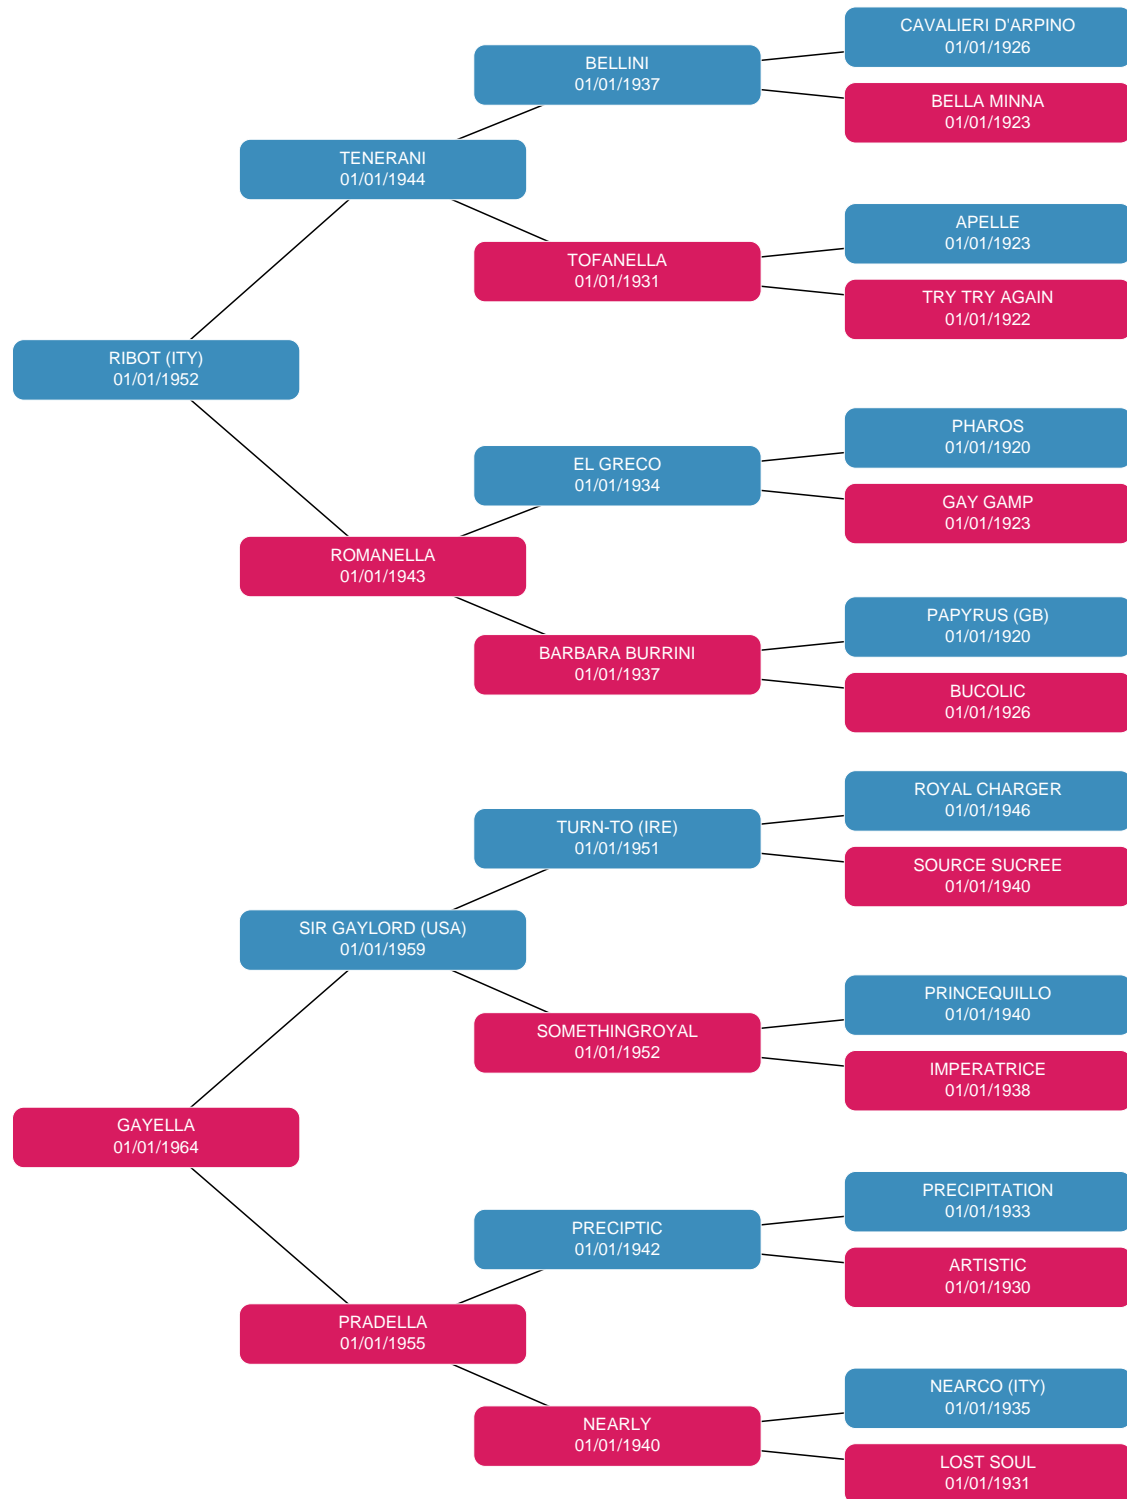 CAVALIERI D'ARPINO
01/01/1926
BELLINI
01/01/1937
BELLA MINNA
01/01/1923
TENERANI
01/01/1944
APELLE
01/01/1923
TOFANELLA
01/01/1931
TRY TRY AGAIN
01/01/1922
RIBOT (ITY)
01/01/1952
PHAROS
01/01/1920
EL GRECO
01/01/1934
GAY GAMP
01/01/1923
ROMANELLA
01/01/1943
PAPYRUS (GB)
01/01/1920
BARBARA BURRINI
01/01/1937
BUCOLIC
01/01/1926
ROYAL CHARGER
01/01/1946
TURN-TO (IRE)
01/01/1951
SOURCE SUCREE
01/01/1940
SIR GAYLORD (USA)
01/01/1959
PRINCEQUILLO
01/01/1940
SOMETHINGROYAL
01/01/1952
IMPERATRICE
01/01/1938
GAYELLA
01/01/1964
PRECIPITATION
01/01/1933
PRECIPTIC
01/01/1942
ARTISTIC
01/01/1930
PRADELLA
01/01/1955
NEARCO (ITY)
01/01/1935
NEARLY
01/01/1940
LOST SOUL
01/01/1931